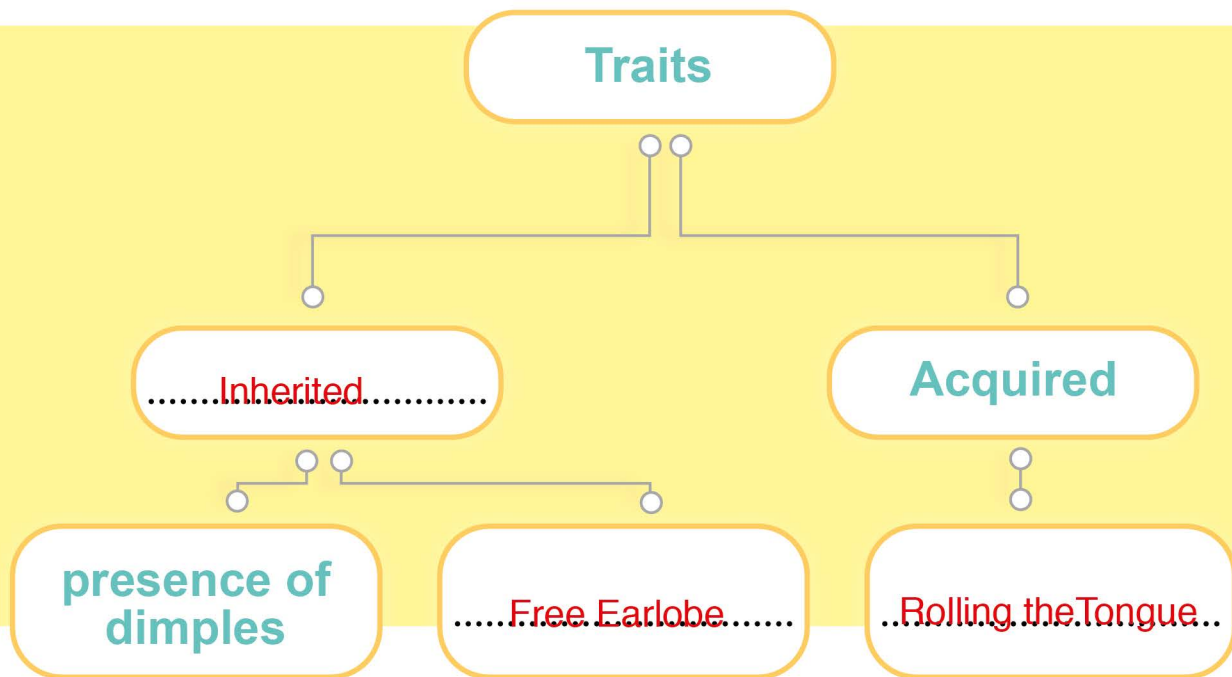 Traits
Inherited
Acquired
presence of
dimples
Free Earlobe
Rolling theTongue